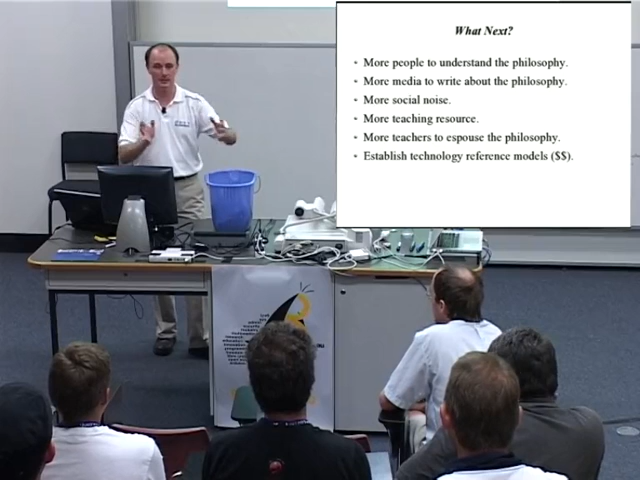 What Next?
More people to understand the philosophy.
More media to write about the philosophy.
More social noise.
More teaching resource.
More teachers to espouse the philosophy.
Establish technology reference models ($$).